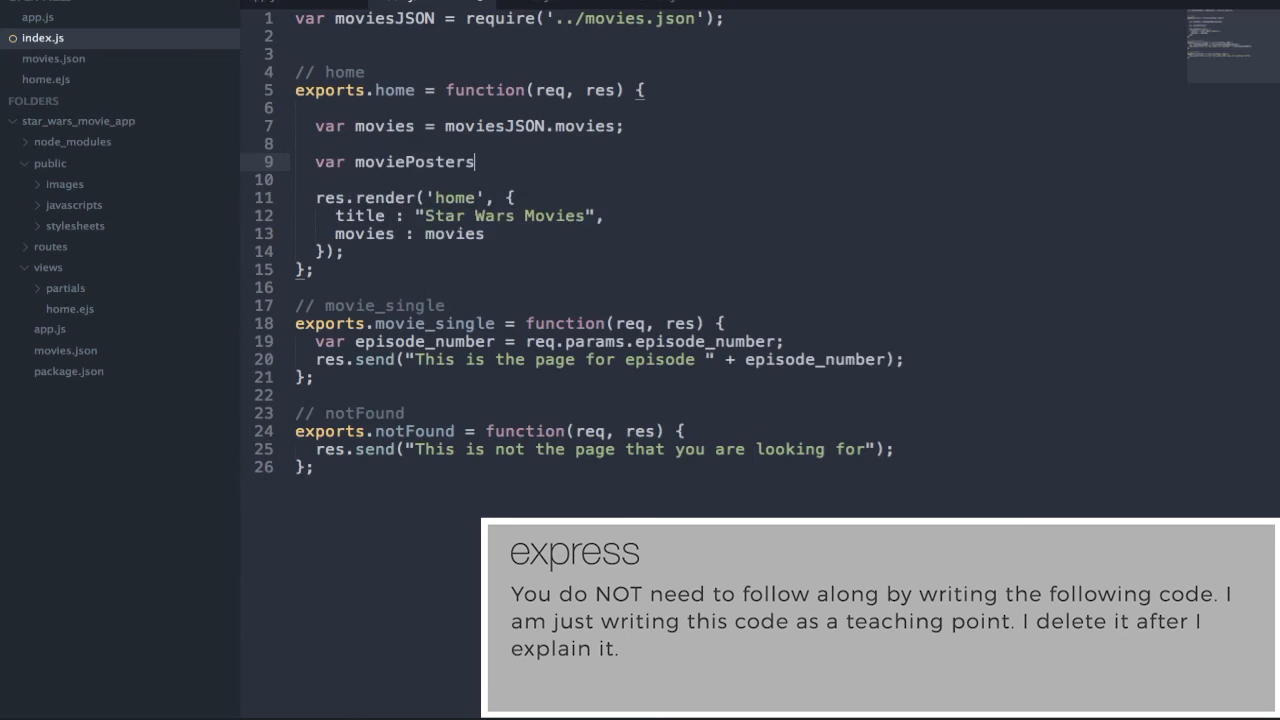 app.js
index.js
movies.json
home.ejs
FOLDERS
star_wars_movie_app
node_modules
public
images
javascripts
stylesheets
routes
views
partials
home.ejs
app.js
movies.json
package.json
1 var moviesJSON = require('../movies.json');
2
3
4 // home
5 exports.home = function(req, res) {
6
7 var movies = moviesJSON.movies;
8
9 var moviePosters
10
11 res.render('home', {
12 title : "Star Wars Movies",
13 movies : movies
14 });
15 };
16
17 // movie_single
18 exports.movie_single = function(req, res) {
19 var episode_number = req.params.episode_number;
20 res.send("This is the page for episode " + episode_number);
21 };
22
23 // notFound
24 exports.notFound = function(req, res) {
25 res.send("This is not the page that you are looking for");
26 };
express
You do NOT need to follow along by writing the following code. I
am just writing this code as a teaching point. I delete it after I
explain it.